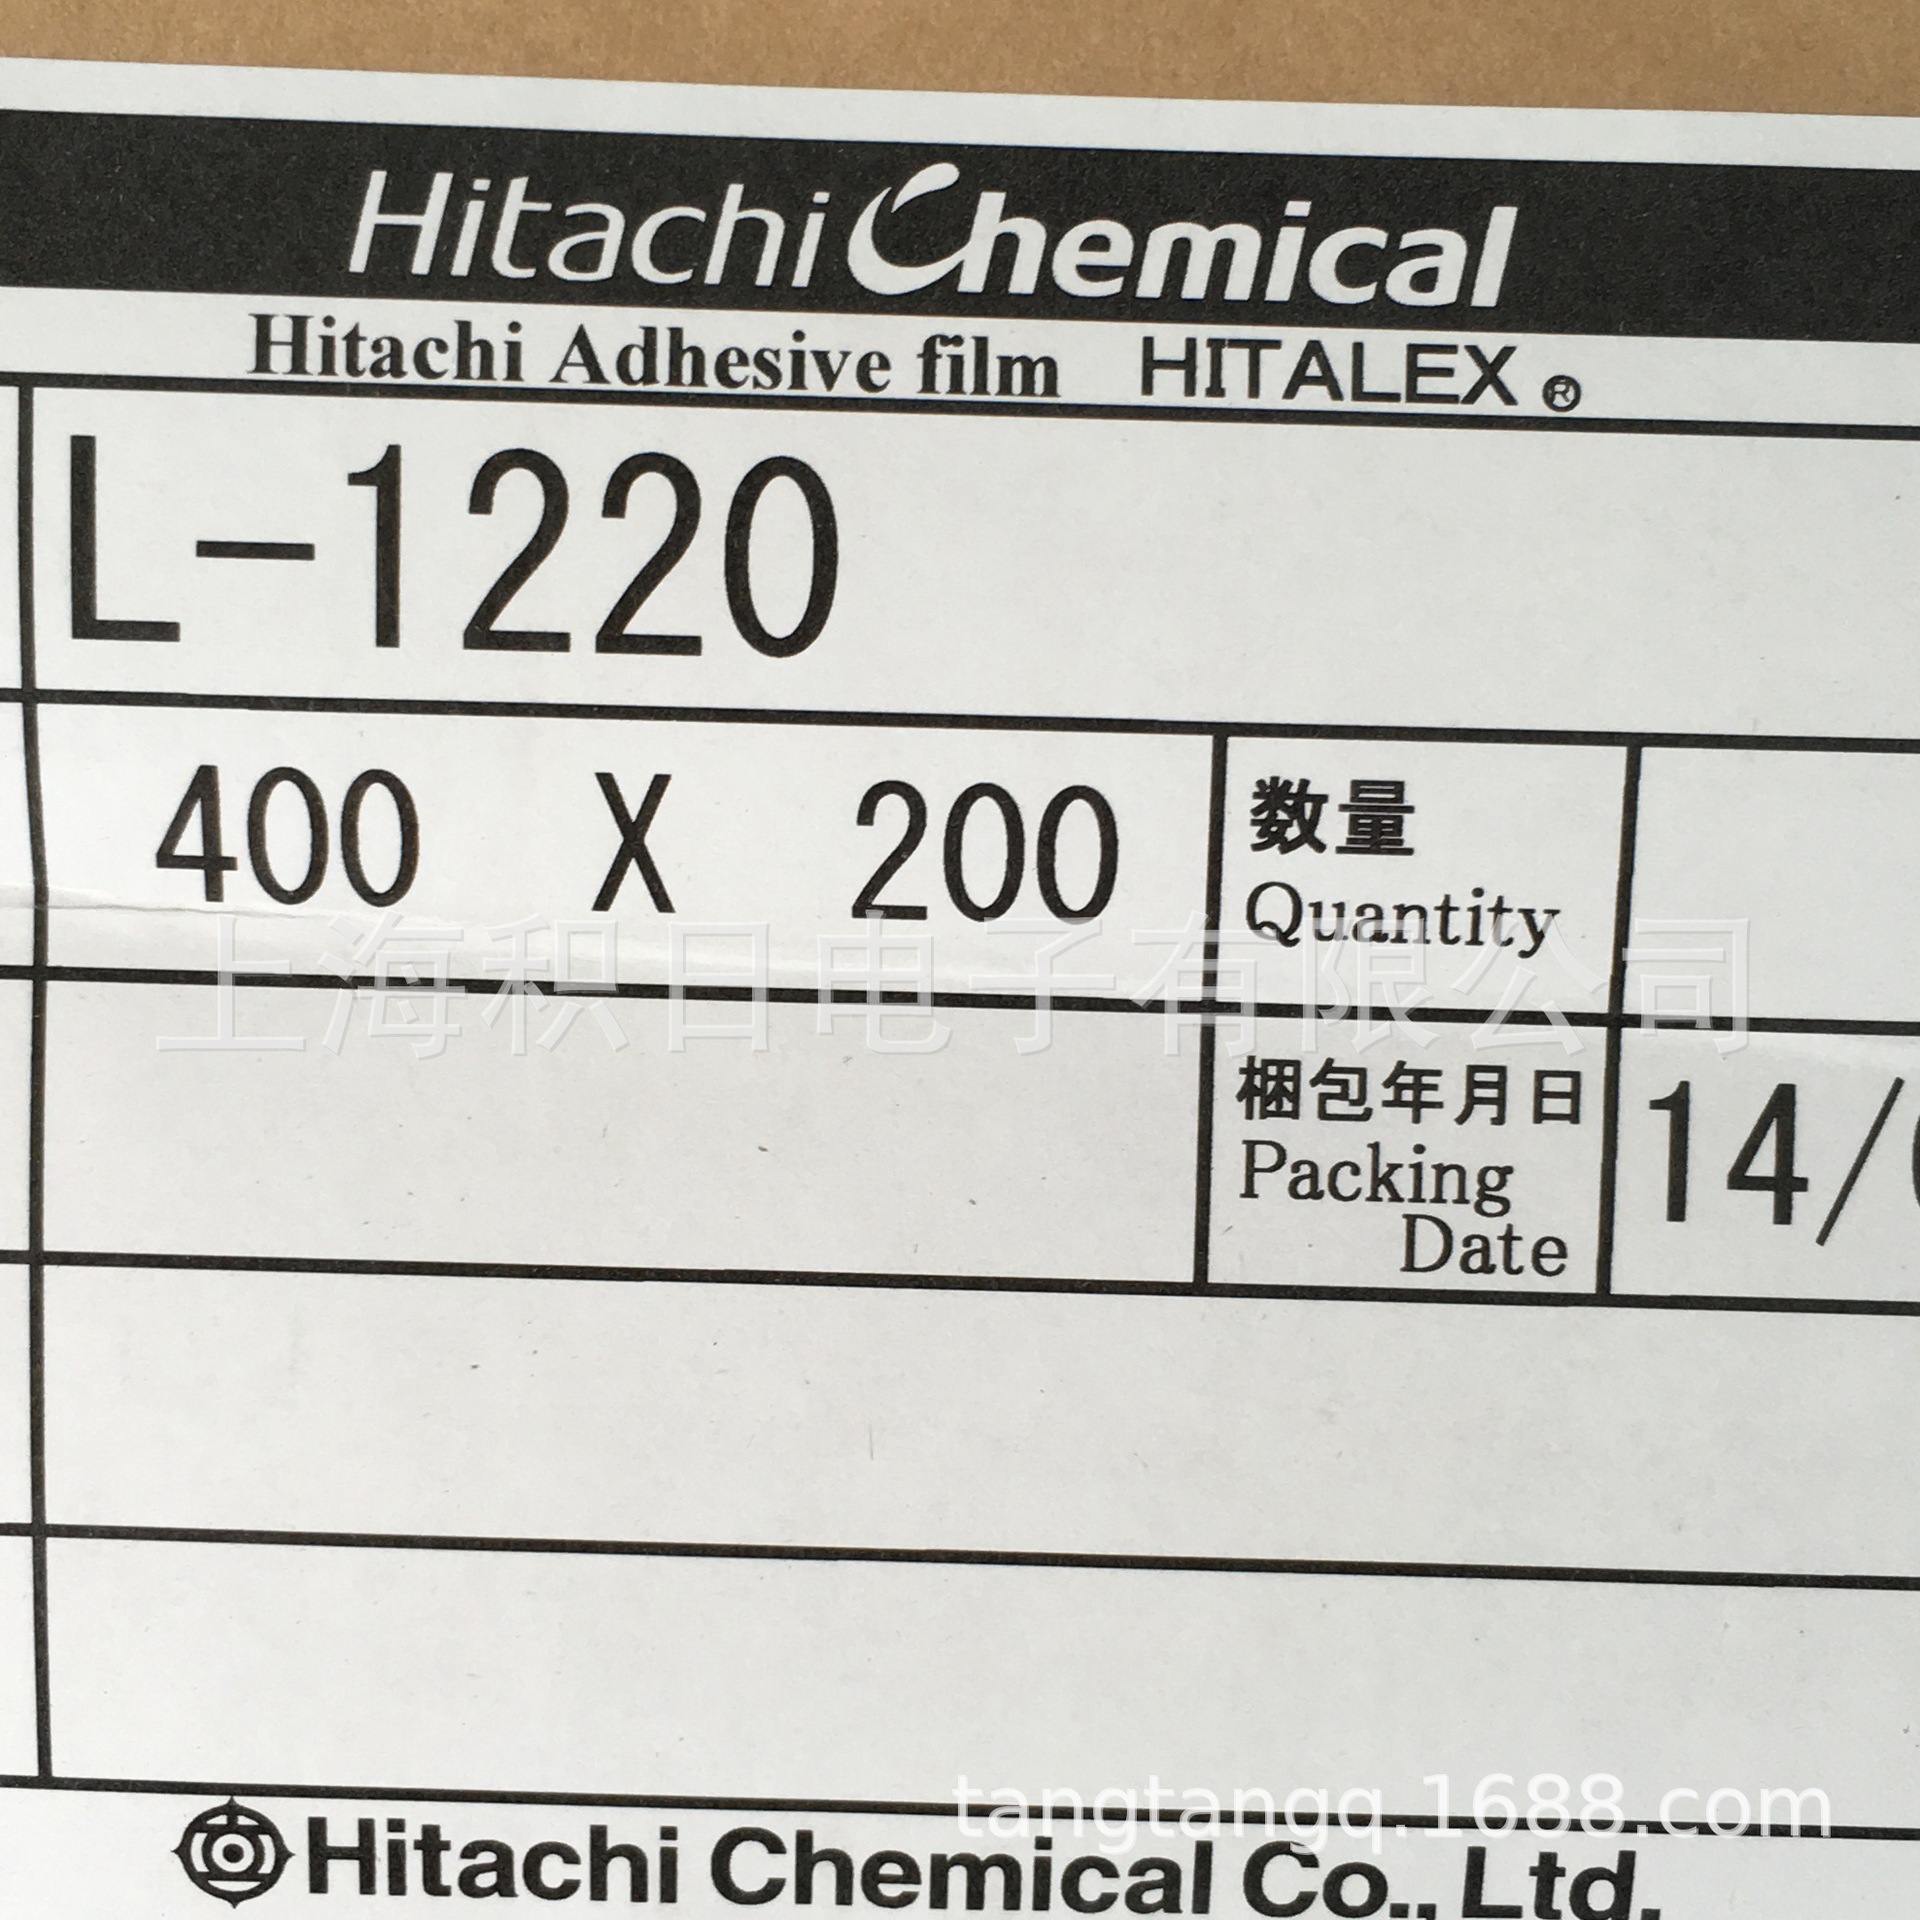 Hitachi Chemical
Hitachi Adhesive film HITALEX ®
L-1220
400 X 200
数量
Quantity
上海积日电子有限公司
梱包年月日
Packing
Date
14/
tangtangq.1688.com
Hitachi Chemical Co., Ltd.